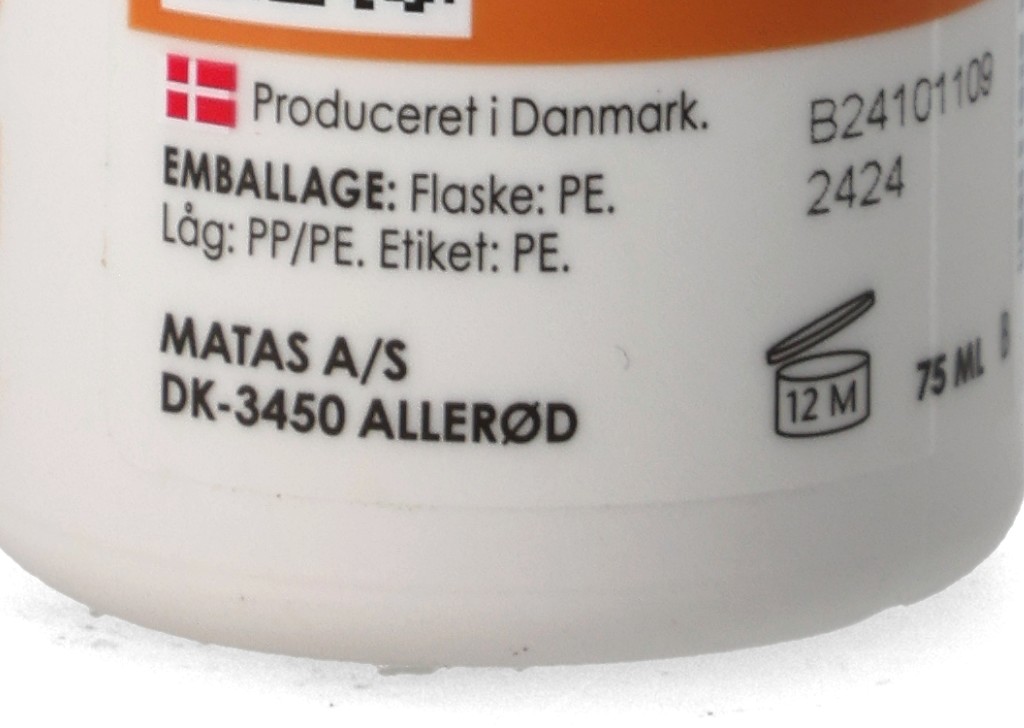 Produceret i Danmark.
EMBALLAGE: Flaske: PE.
Låg: PP/PE. Etiket: PE.
MATAS A/S
DK-3450 ALLERØD
B24101109
2424
12 M
75 ML